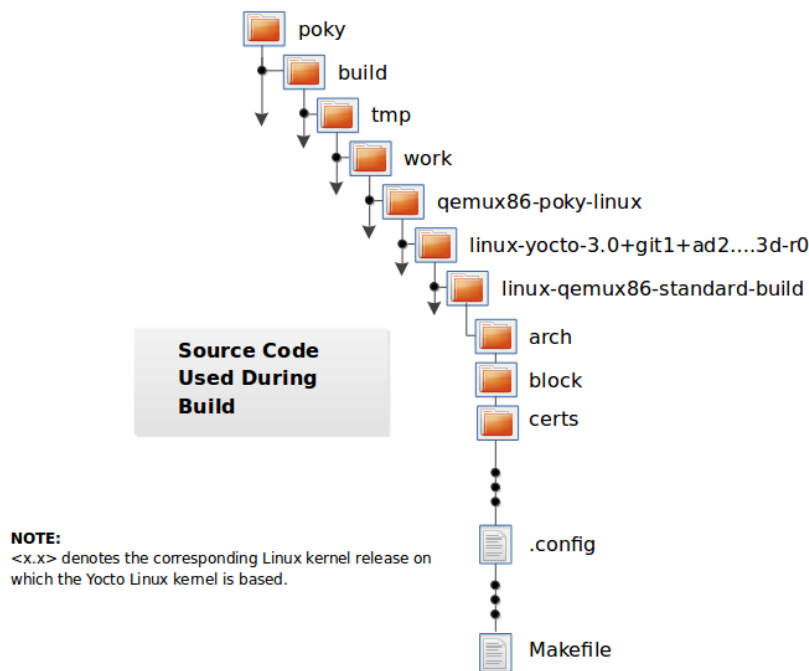 poky
build
tmp
work
qemux86-poky-linux
linux-yocto-3.0+git1+ad2....3d-r0
linux-qemux86-standard-build
arch
block
certs
Source Code
Used During
Build
.config
NOTE:
<x.x> denotes the corresponding Linux kernel release on
which the Yocto Linux kernel is based.
Makefile